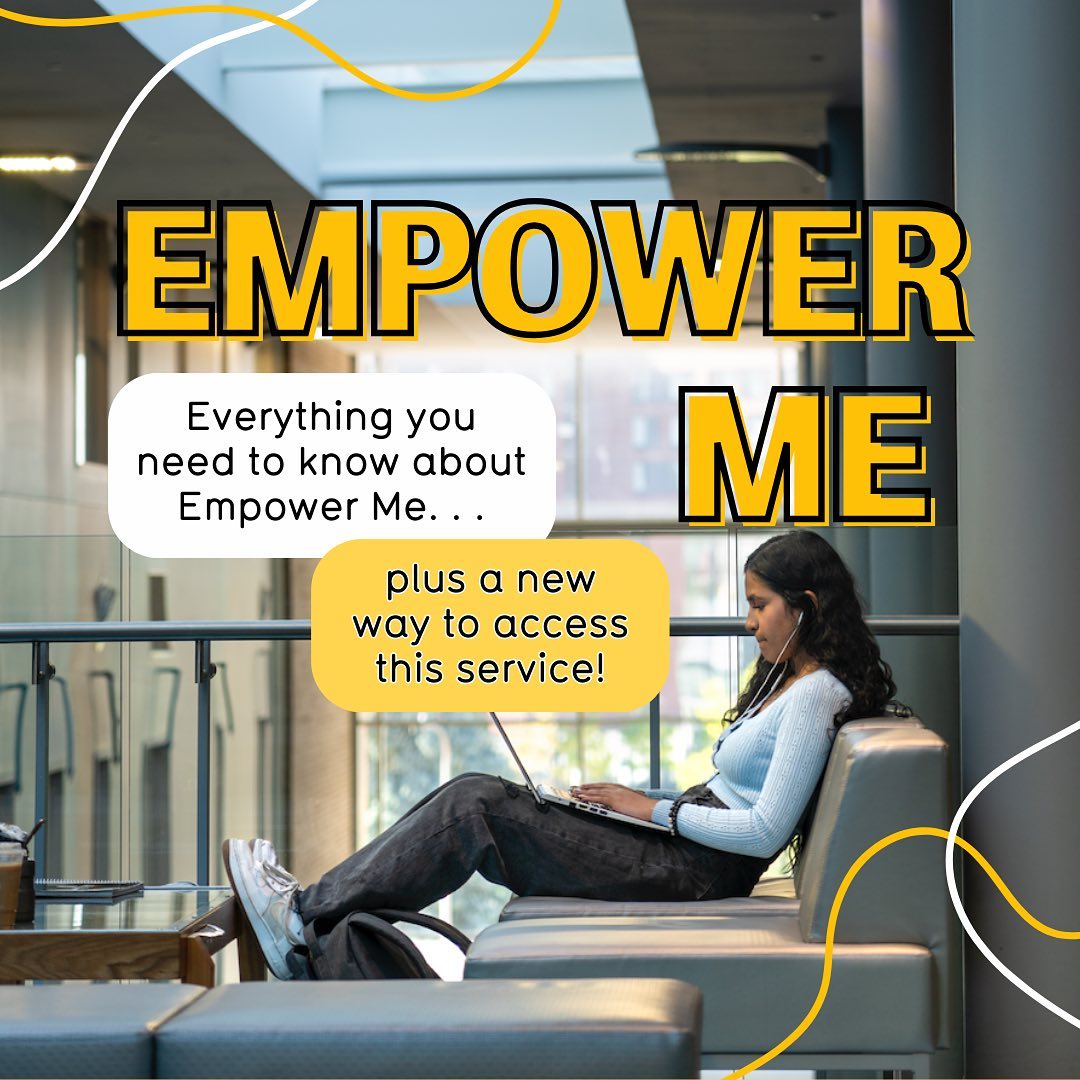 EMPOWER
ME
Everything you
need to know about
Empower Me. . .
plus a new
way to access
this service!